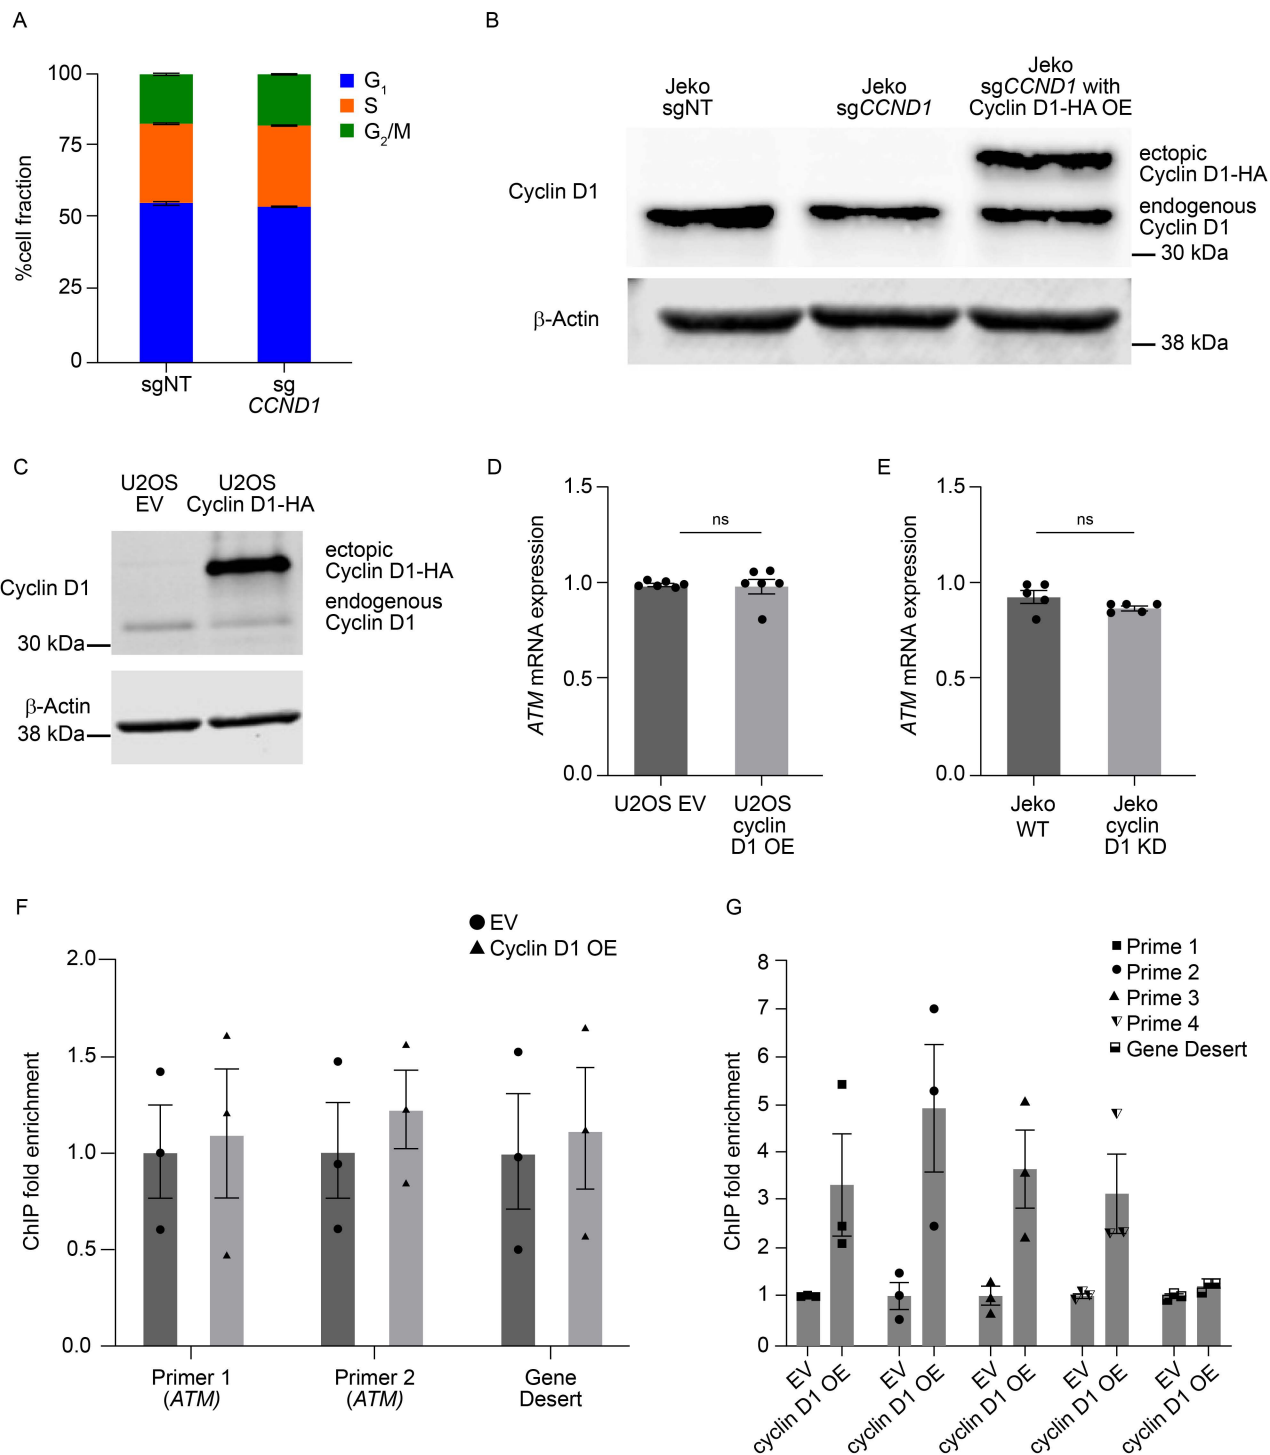 A
100
75
50
25
0
%cell fraction
G1
S
G2/M
sgNT
sg
CCND1
B
Jeko
sgNT
Jeko
sgCCND1
Jeko
sgCCND1 with
Cyclin D1-HA OE
Cyclin D1
ectopic
Cyclin D1-HA
endogenous
Cyclin D1
30 kDa
β-Actin
38 kDa
C
U2OS
EV
U2OS
Cyclin D1-HA
Cyclin D1
ectopic
Cyclin D1-HA
endogenous
Cyclin D1
30 kDa
β-Actin
38 kDa
D
1.5
1.0
0.5
0.0
ATM mRNA expression
ns
U2OS EV
U2OS
cyclin
D1 OE
E
1.5
1.0
0.5
0.0
ATM mRNA expression
ns
Jeko
WT
Jeko
cyclin
D1 KD
F
EV
Cyclin D1 OE
2.0
1.5
1.0
0.5
0.0
ChIP fold enrichment
Primer 1
(ATM)
Primer 2
(ATM)
Gene
Desert
G
Prime 1
Prime 2
Prime 3
Prime 4
Gene Desert
8
7
6
5
4
3
2
1
0
ChIP fold enrichment
EV
cyclin D1 OE
EV
cyclin D1 OE
EV
cyclin D1 OE
EV
cyclin D1 OE
EV
cyclin D1 OE